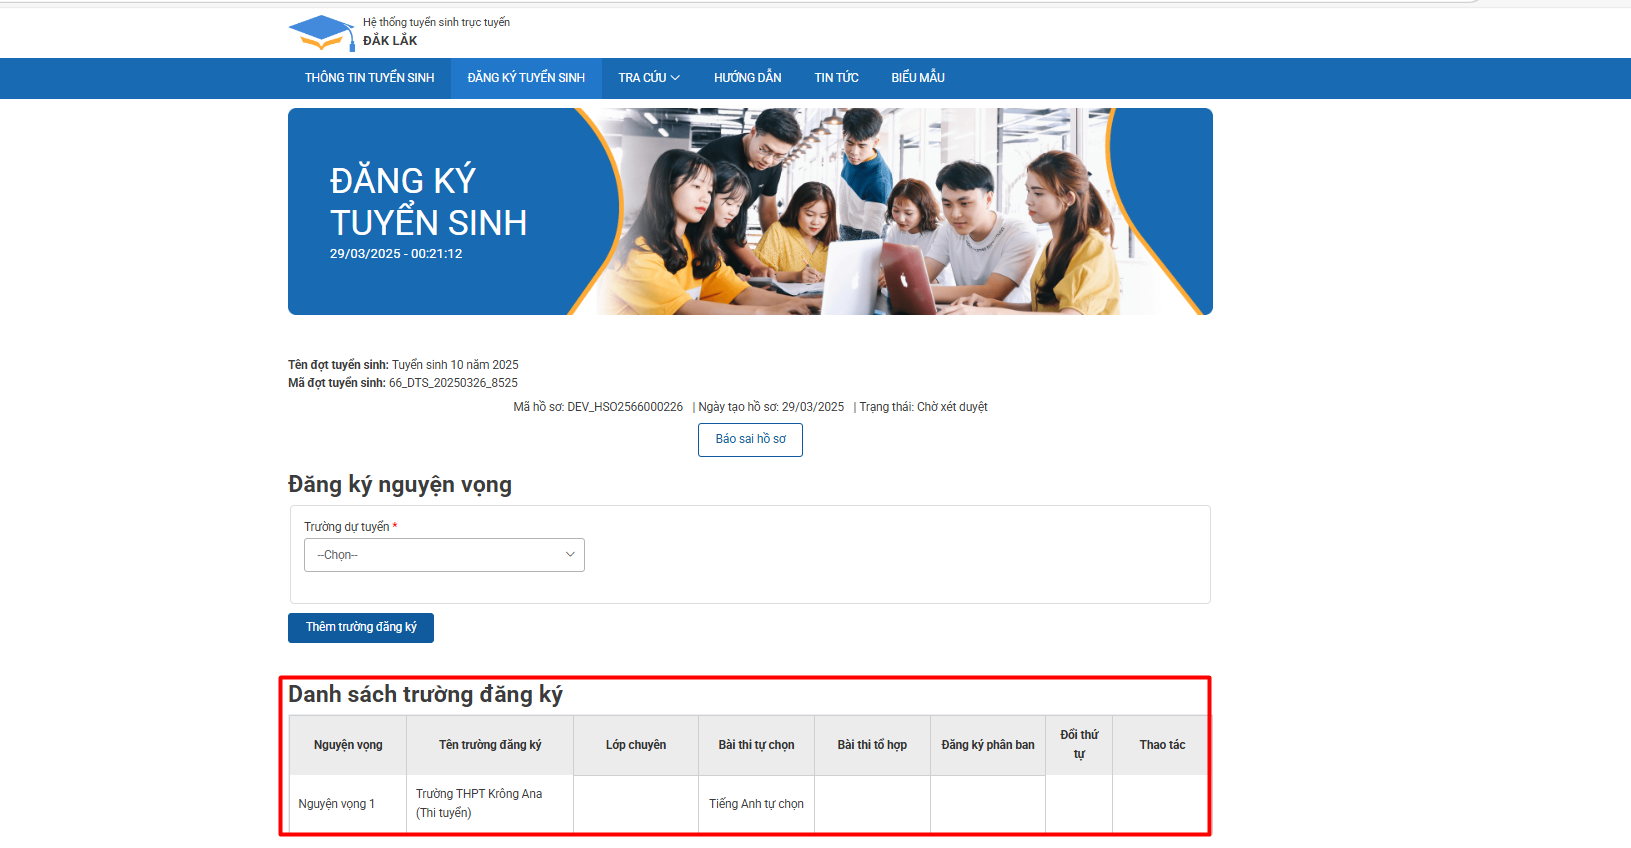 Hệ thống tuyển sinh trực tuyến
ĐẮK LẮK
THÔNG TIN TUYỂN SINH ĐĂNG KÝ TUYỂN SINH TRA CỨU HƯỚNG DẪN TIN TỨC BIỂU MẪU
ĐĂNG KÝ
TUYỂN SINH
29/03/2025 - 00:21:12
Tên đợt tuyển sinh: Tuyển sinh 10 năm 2025
Mã đợt tuyển sinh: 66_DTS_20250326_8525
Mã hồ sơ: DEV_HSO2566000226 | Ngày tạo hồ sơ: 29/03/2025 | Trạng thái: Chờ xét duyệt
Báo sai hồ sơ
Đăng ký nguyện vọng
Trường dự tuyển *
--Chọn--
Thêm trường đăng ký
Danh sách trường đăng ký
Nguyện vọng Tên trường đăng ký Lớp chuyên Bài thi tự chọn Bài thi tổ hợp Đăng ký phân ban Đổi thứ tự Thao tác
Nguyện vọng 1 Trường THPT Krông Ana (Thi tuyển) Tiếng Anh tự chọn